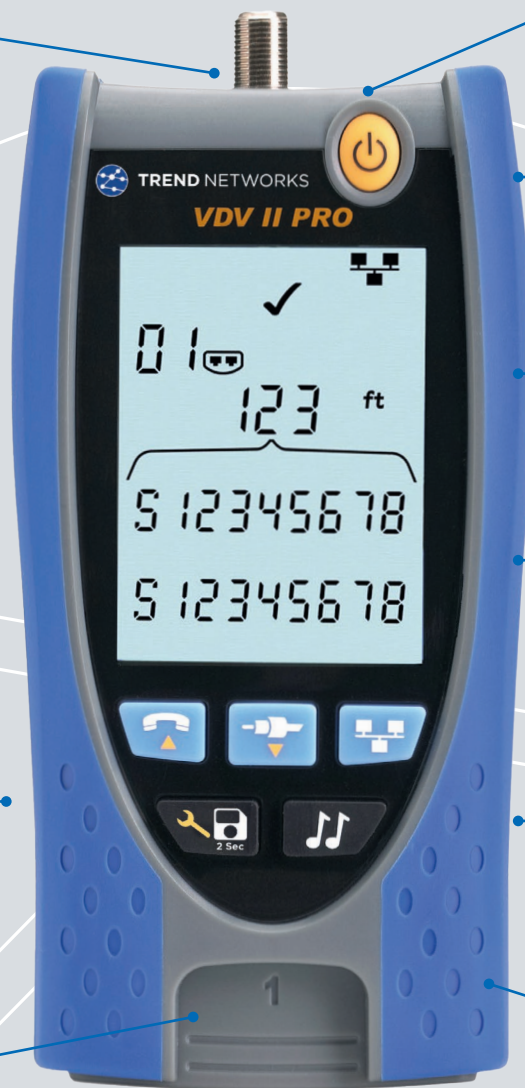 TREND NETWORKS
VDV II PRO
01
123 ft
S 12345678
S 12345678
2 Sec
1